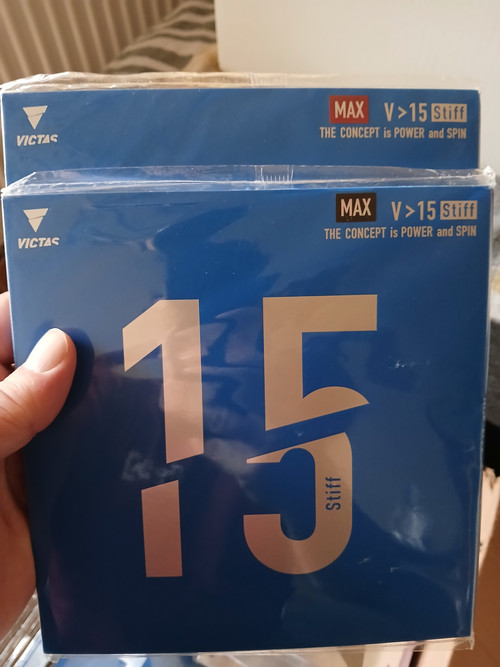 VICTAS
MAX V>15 Stiff
THE CONCEPT is POWER and SPIN
VICTAS
MAX V>15 Stiff
THE CONCEPT is POWER and SPIN
15
Stiff